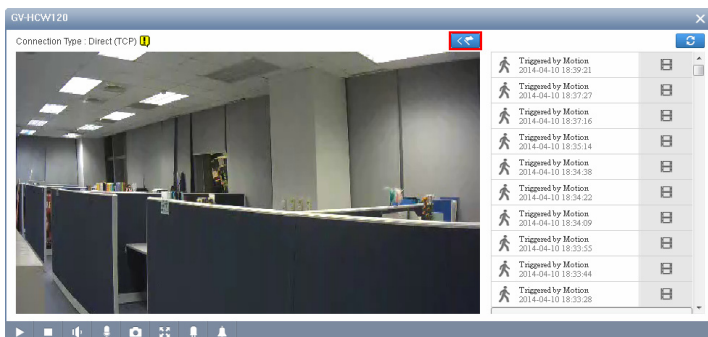 GV-HCW120
Connection Type : Direct (TCP)
Triggered by Motion
2014-04-10 18:39:21
Triggered by Motion
2014-04-10 18:37:27
Triggered by Motion
2014-04-10 18:37:16
Triggered by Motion
2014-04-10 18:35:14
Triggered by Motion
2014-04-10 18:34:38
Triggered by Motion
2014-04-10 18:34:22
Triggered by Motion
2014-04-10 18:34:09
Triggered by Motion
2014-04-10 18:33:55
Triggered by Motion
2014-04-10 18:33:44
Triggered by Motion
2014-04-10 18:33:28